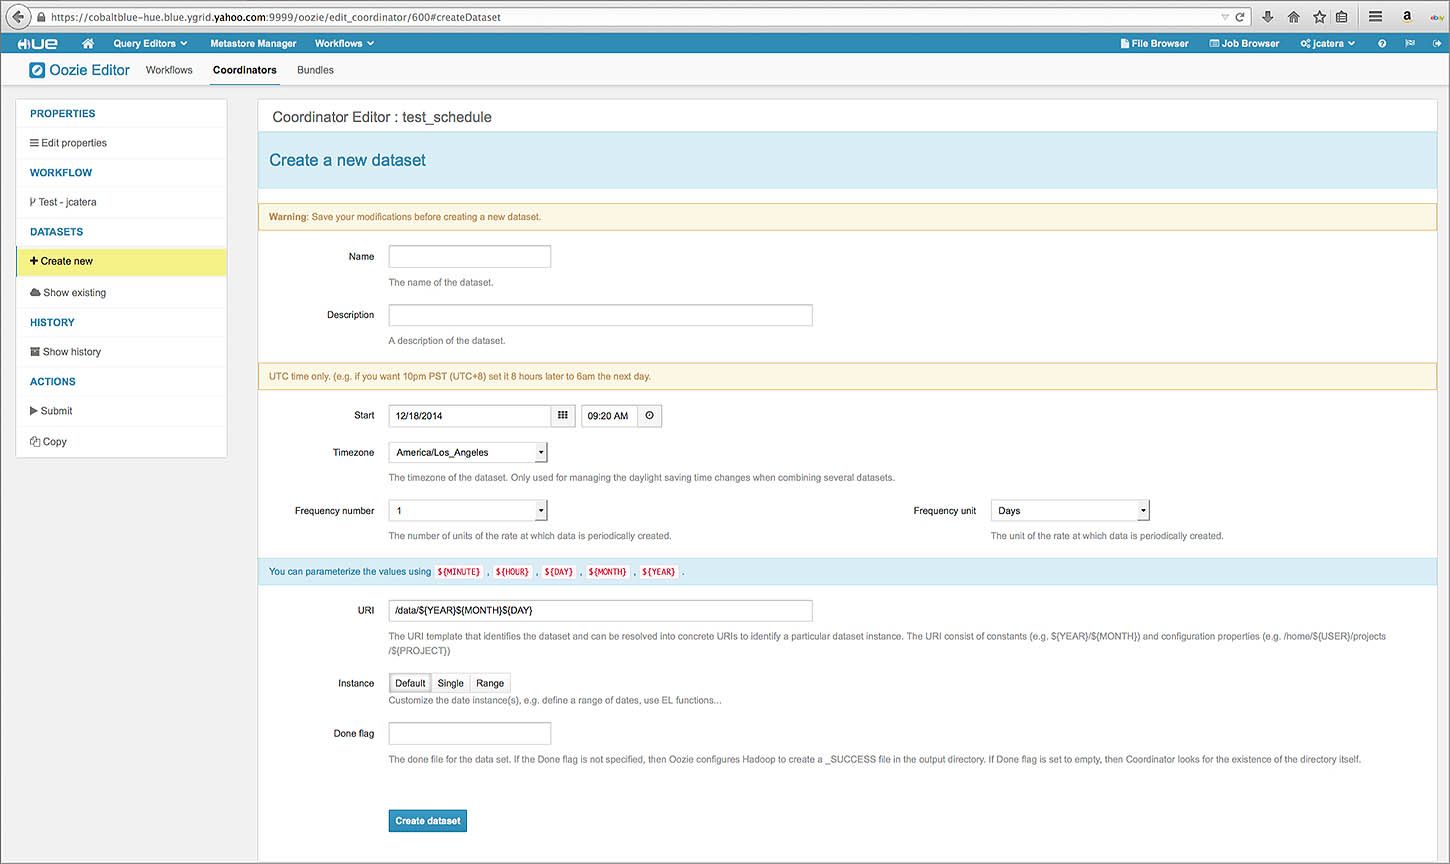 https://cobaltblue-hue.blue.ygrid.yahoo.com:9999/oozie/edit_coordinator/600#createDataset
a
ebay
HUE
Query Editors
Metastore Manager
Workflows
File Browser
Job Browser
jcatera
Oozie Editor
Workflows
Coordinators
Bundles
PROPERTIES
Edit properties
WORKFLOW
Test - jcatera
DATASETS
Create new
Show existing
HISTORY
Show history
ACTIONS
Submit
Copy
Coordinator Editor : test_schedule
Create a new dataset
Warning: Save your modifications before creating a new dataset.
Name
The name of the dataset.
Description
A description of the dataset.
UTC time only. (e.g. if you want 10pm PST (UTC+8) set it 8 hours later to 6am the next day.
Start 12/18/2014 09:20 AM
Timezone America/Los_Angeles
The timezone of the dataset. Only used for managing the daylight saving time changes when combining several datasets.
Frequency number 1 Frequency unit Days
The number of units of the rate at which data is periodically created. The unit of the rate at which data is periodically created.
You can parameterize the values using ${MINUTE} , ${HOUR} , ${DAY} , ${MONTH} , ${YEAR} .
URI /data/${YEAR}${MONTH}${DAY}
The URI template that identifies the dataset and can be resolved into concrete URIs to identify a particular dataset instance. The URI consist of constants (e.g. ${YEAR}/${MONTH}) and configuration properties (e.g. /home/${USER}/projects
/${PROJECT})
Instance Default Single Range
Customize the date instance(s), e.g. define a range of dates, use EL functions...
Done flag
The done file for the data set. If the Done flag is not specified, then Oozie configures Hadoop to create a _SUCCESS file in the output directory. If Done flag is set to empty, then Coordinator looks for the existence of the directory itself.
Create dataset